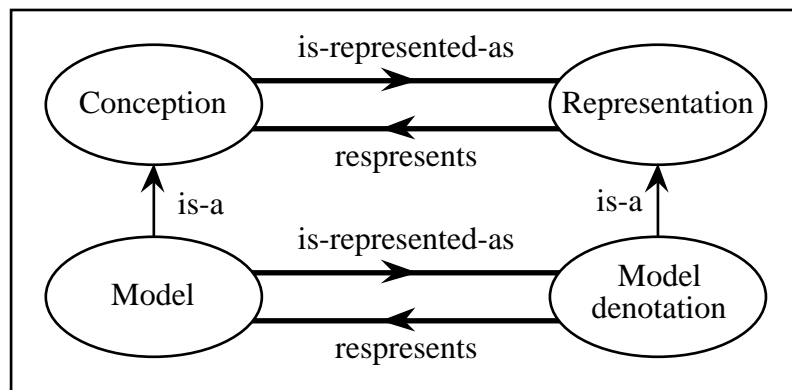 is-represented-as
Conception
Representation
respresents
is-a
is-a
is-represented-as
Model
Model
denotation
respresents